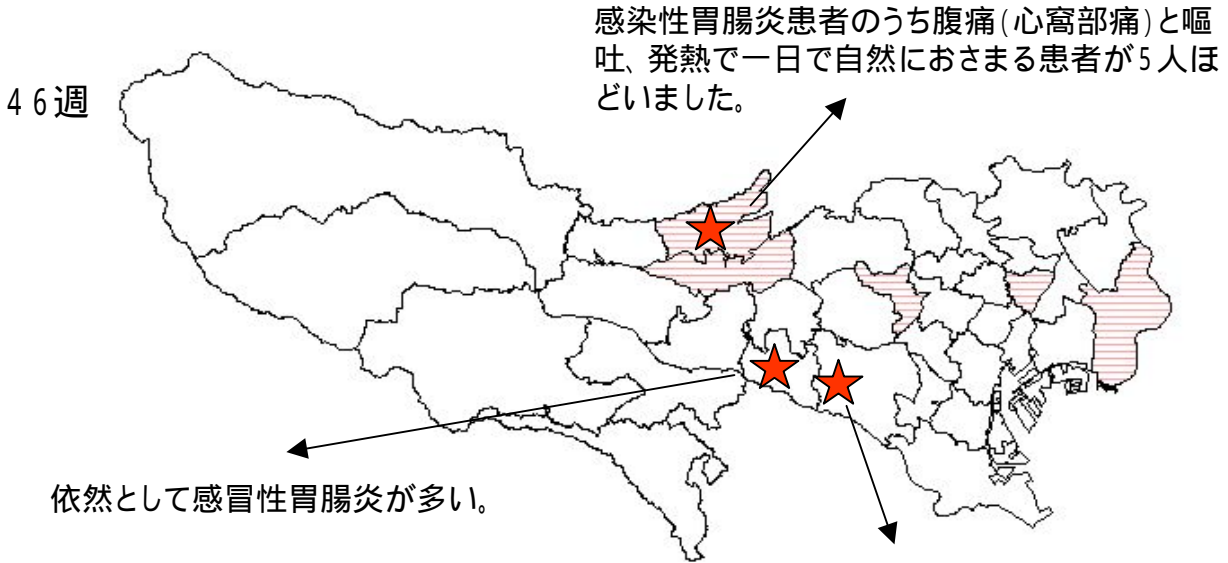 感染性胃腸炎患者のうち腹痛(心窩部痛)と嘔
吐、発熱で一日で自然におさまる患者が5人ほ
どいました。
46週
依然として感冒性胃腸炎が多い。